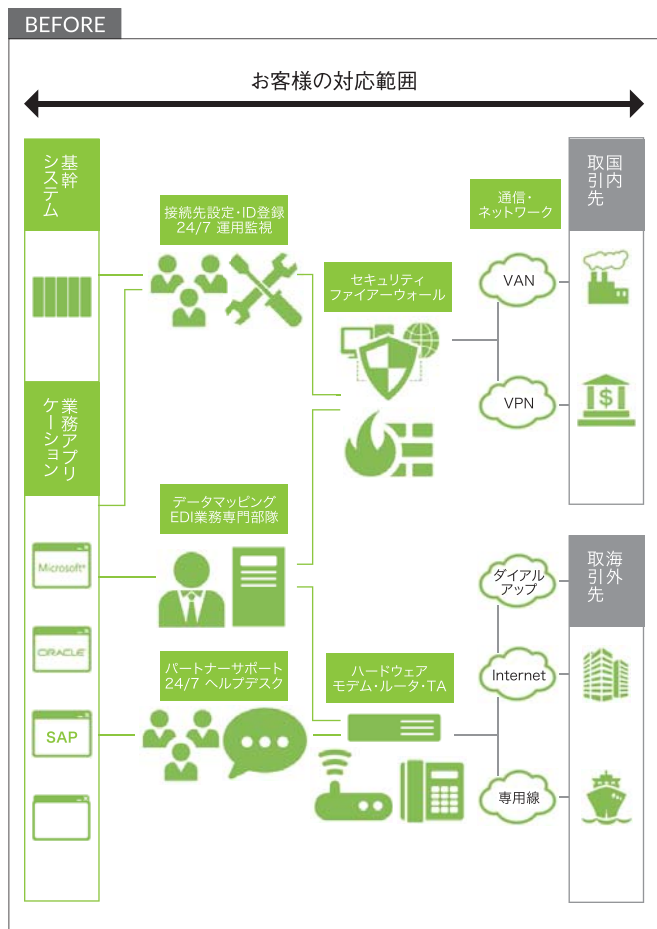 BEFORE
お客様の対応範囲
基幹
システム
接続先設定・ID登録
24/7 運用監視
セキュリティ
ファイアーウォール
通信・
ネットワーク
VAN
VPN
国内
取引先
$
業務アプリ
ケーション
データマッピング
EDI業務専門部隊
Microsoft
ORACLE
SAP
パートナーサポート
24/7 ヘルプデスク
ハードウェア
モデム・ルータ・TA
ダイアル
アップ
Internet
専用線
海外
取引先